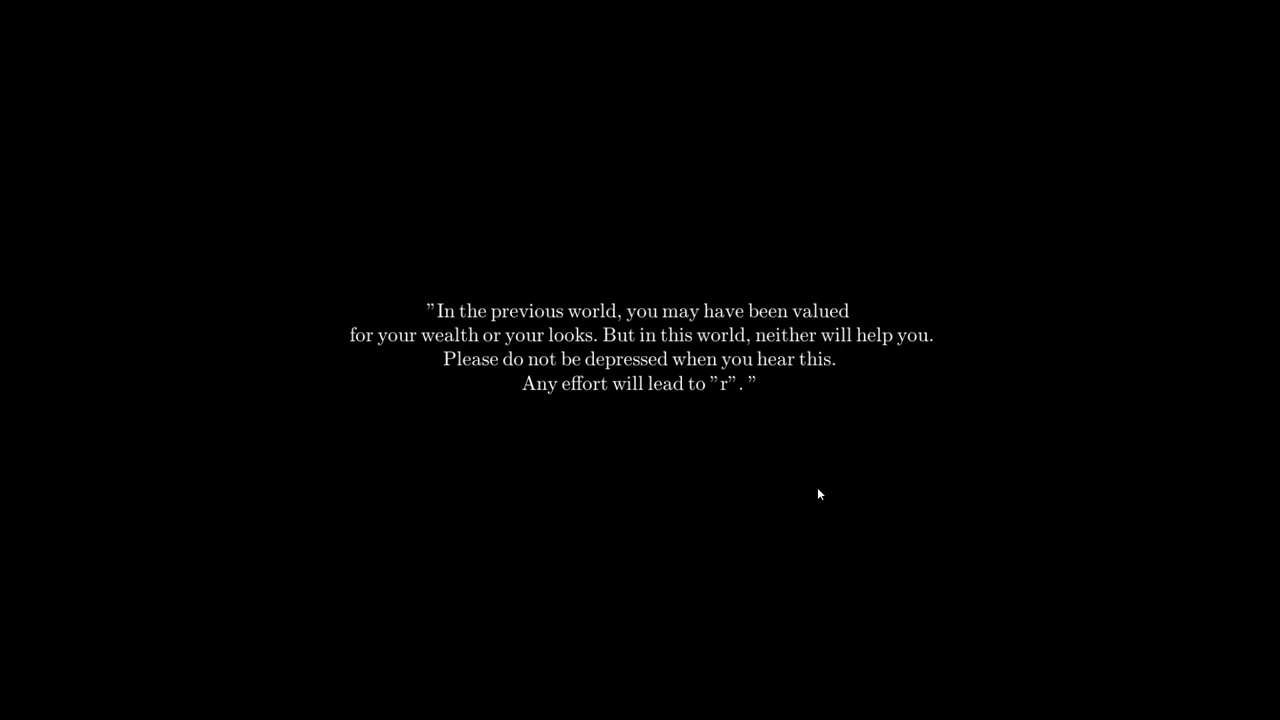 ”In the previous world, you may have been valued
for your wealth or your looks. But in this world, neither will help you.
Please do not be depressed when you hear this.
Any effort will lead to ”r”. ”